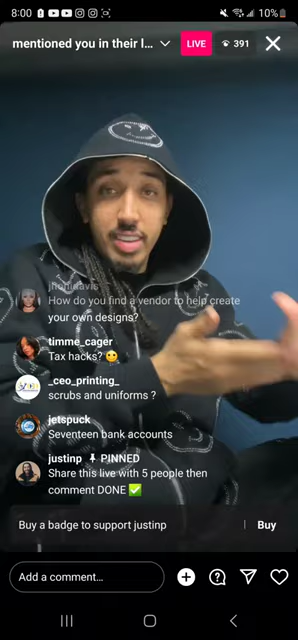 8:00
10%
mentioned you in their l...
LIVE
391
jhohdavis
How do you find a vendor to help create
your own designs?
timme_cager
Tax hacks?
_ceo_printing_
scrubs and uniforms ?
jetspuck
Seventeen bank accounts
justinp PINNED
Share this live with 5 people then
comment DONE ✅
Buy a badge to support justinp
Buy
Add a comment...